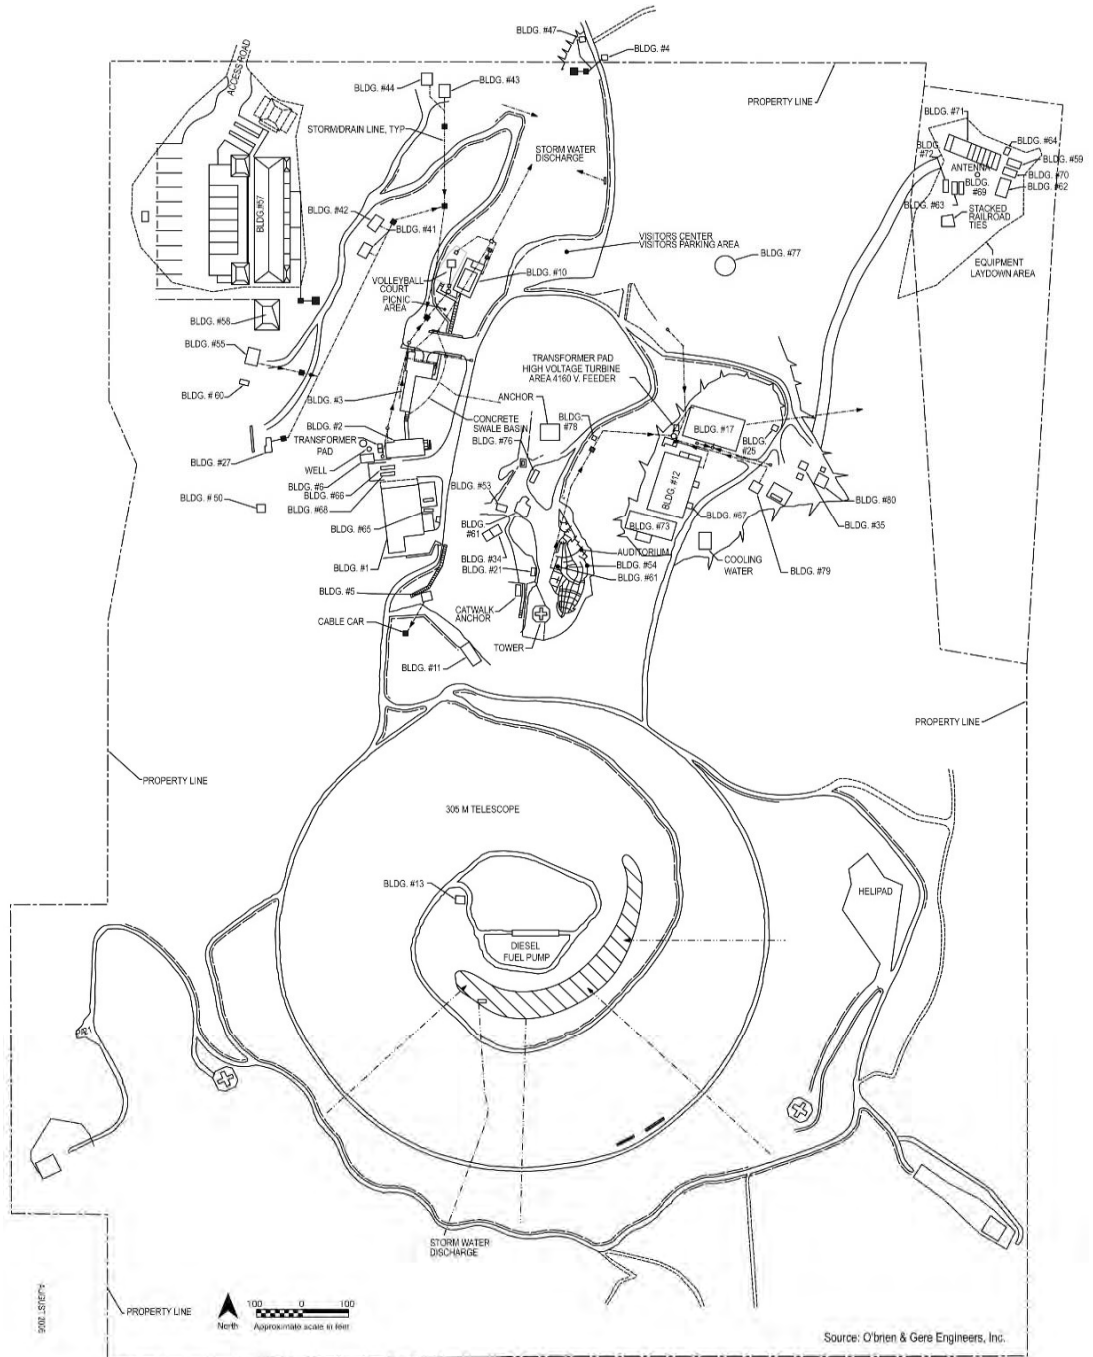 BLDG. #47
BLDG. #4
ACCESS ROAD
BLDG. #44
BLDG. #43
PROPERTY LINE
BLDG. #71
STORM/DRAIN LINE, TYP
BLDG. #64
BLDG. #72
STORM WATER
DISCHARGE
BLDG. #59
ANTENNA
BLDG. #70
BLDG. #69
BLDG. #62
BLDG.#57
BLDG. #63
BLDG. #42
STACKED
RAILROAD
TIES
BLDG. #41
VISITORS CENTER
VISITORS PARKING AREA
BLDG. #77
EQUIPMENT
LAYDOWN AREA
BLDG. #10
VOLLEYBALL
COURT
PICNIC
AREA
BLDG. #58
BLDG. #55
TRANSFORMER PAD
HIGH VOLTAGE TURBINE
AREA 4160 V. FEEDER
BLDG. # 60
BLDG. #3
ANCHOR
CONCRETE
SWALE BASIN
BLDG. #78
BLDG. #2
BLDG. #17
TRANSFORMER
PAD
BLDG. #76
BLDG. #25
BLDG. #27
WELL
BLDG. #6
BLDG. #66
BLDG. #53
BLDG. #12
BLDG. # 50
BLDG. #68
BLDG. #80
BLDG. #65
BLDG. #61
BLDG. #67
BLDG. #73
BLDG. #35
BLDG. #34
AUDITORIUM
COOLING
WATER
BLDG. #1
BLDG. #21
BLDG. #54
BLDG. #79
BLDG. #61
BLDG. #5
CATWALK
ANCHOR
CABLE CAR
TOWER
BLDG. #11
PROPERTY LINE
PROPERTY LINE
305 M TELESCOPE
BLDG. #13
HELIPAD
DIESEL
FUEL PUMP
STORM WATER
DISCHARGE
AUGUST 2006
PROPERTY LINE
100 0 100
North
Approximate scale in feet
Source: O'brien & Gere Engineers, Inc.